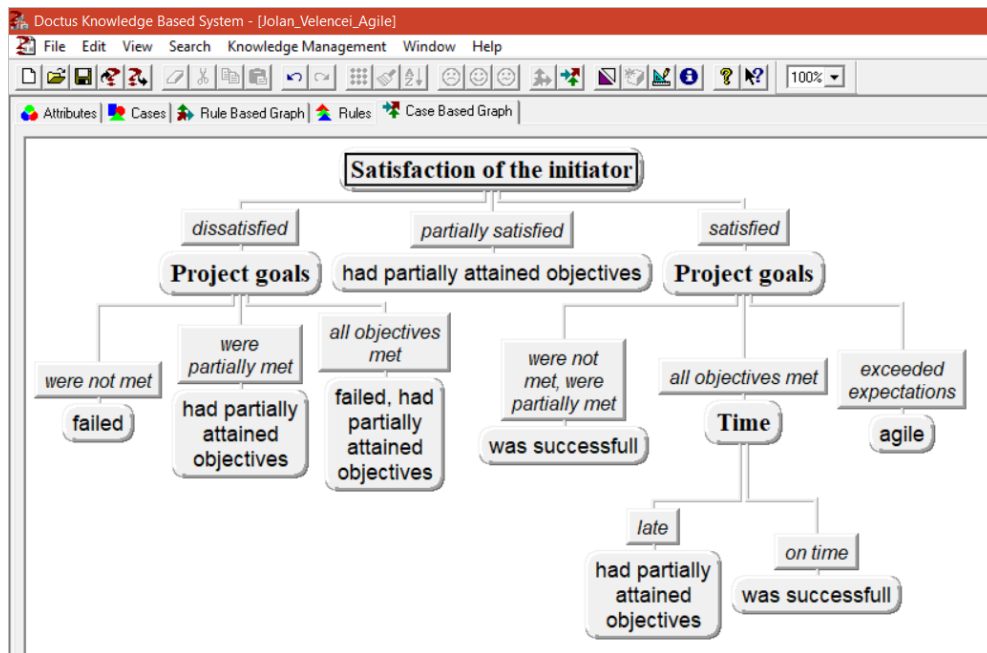 Doctus Knowledge Based System - [Jolan_Velencei_Agile]
File Edit View Search Knowledge Management Window Help
100%
Attributes Cases Rule Based Graph Rules Case Based Graph
Satisfaction of the initiator
dissatisfied
partially satisfied
satisfied
Project goals
had partially attained objectives
Project goals
were not met
were
partially met
all objectives
met
were not
met, were
partially met
all objectives met
exceeded
expectations
failed
had partially
attained
objectives
failed, had
partially
attained
objectives
was successfull
Time
agile
late
on time
had partially
attained
objectives
was successfull